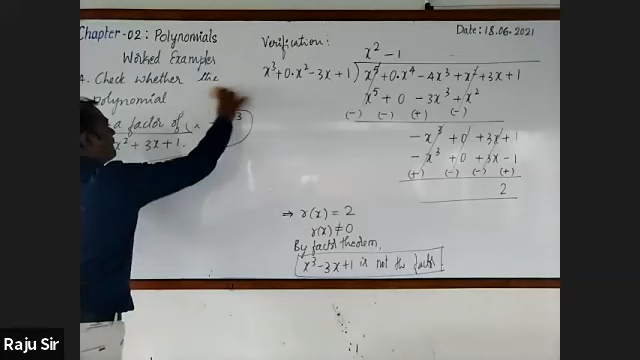 Chapter-02: Polynomials
Worked Examples
Check whether the
polynomial
a factor of
x² + 3x + 1.
Date: 18.06.2021
Verification:
x² - 1
x³ + 0·x² - 3x + 1 ) x⁵ + 0·x⁴ - 4x³ + x² + 3x + 1
x⁵ + 0 - 3x³ + x²
(-) (-) (+) (-)
- x³ + 0 + 3x + 1
- x³ + 0 + 3x - 1
(+) (-) (-) (+)
2
⇒ r(x) = 2
r(x) ≠ 0
By factor theorem,
x³ - 3x + 1 is not the factor
Raju Sir